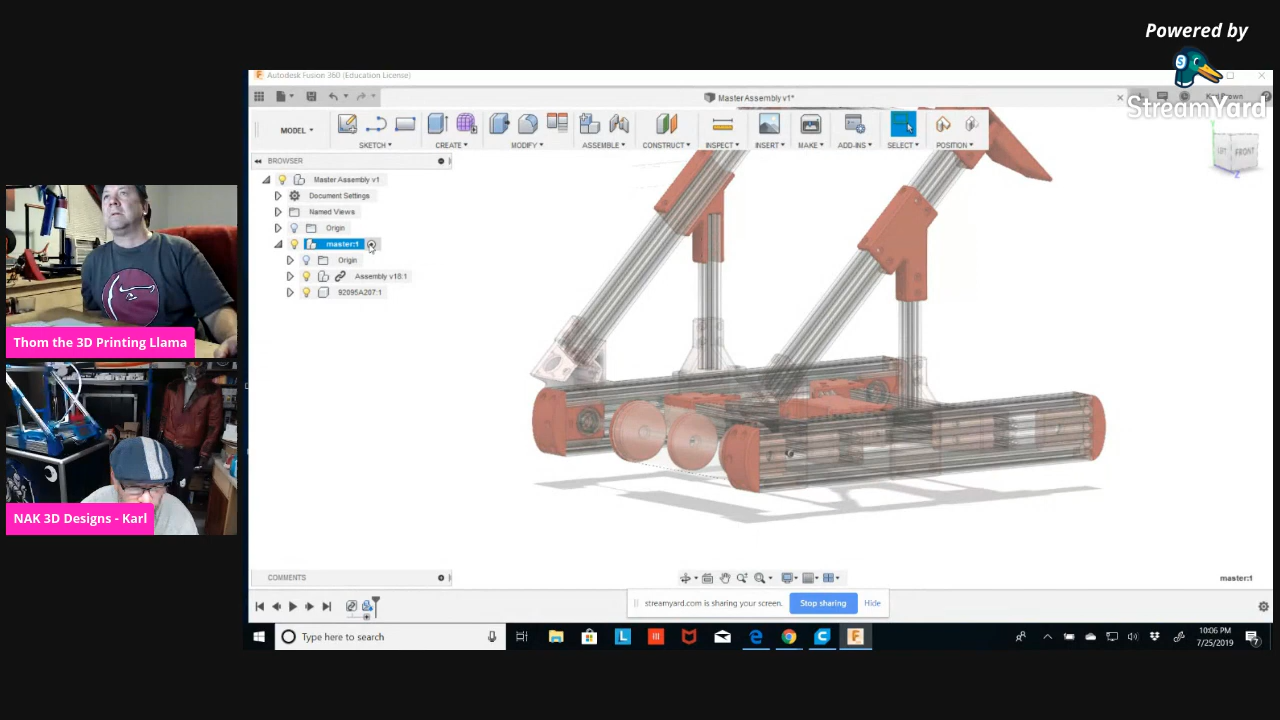 Powered by
StreamYard
Autodesk Fusion 360 (Education License)
Master Assembly v1*
MODEL
SKETCH
CREATE
MODIFY
ASSEMBLE
CONSTRUCT
INSPECT
INSERT
MAKE
ADD-INS
SELECT
POSITION
FRONT
BROWSER
Master Assembly v1
Document Settings
Named Views
Origin
master:1
Origin
Assembly v18:1
92095A207:1
Thom the 3D Printing Llama
NAK 3D Designs - Karl
COMMENTS
master:1
streamyard.com is sharing your screen.
Stop sharing
Hide
Type here to search
10:06 PM
7/25/2019